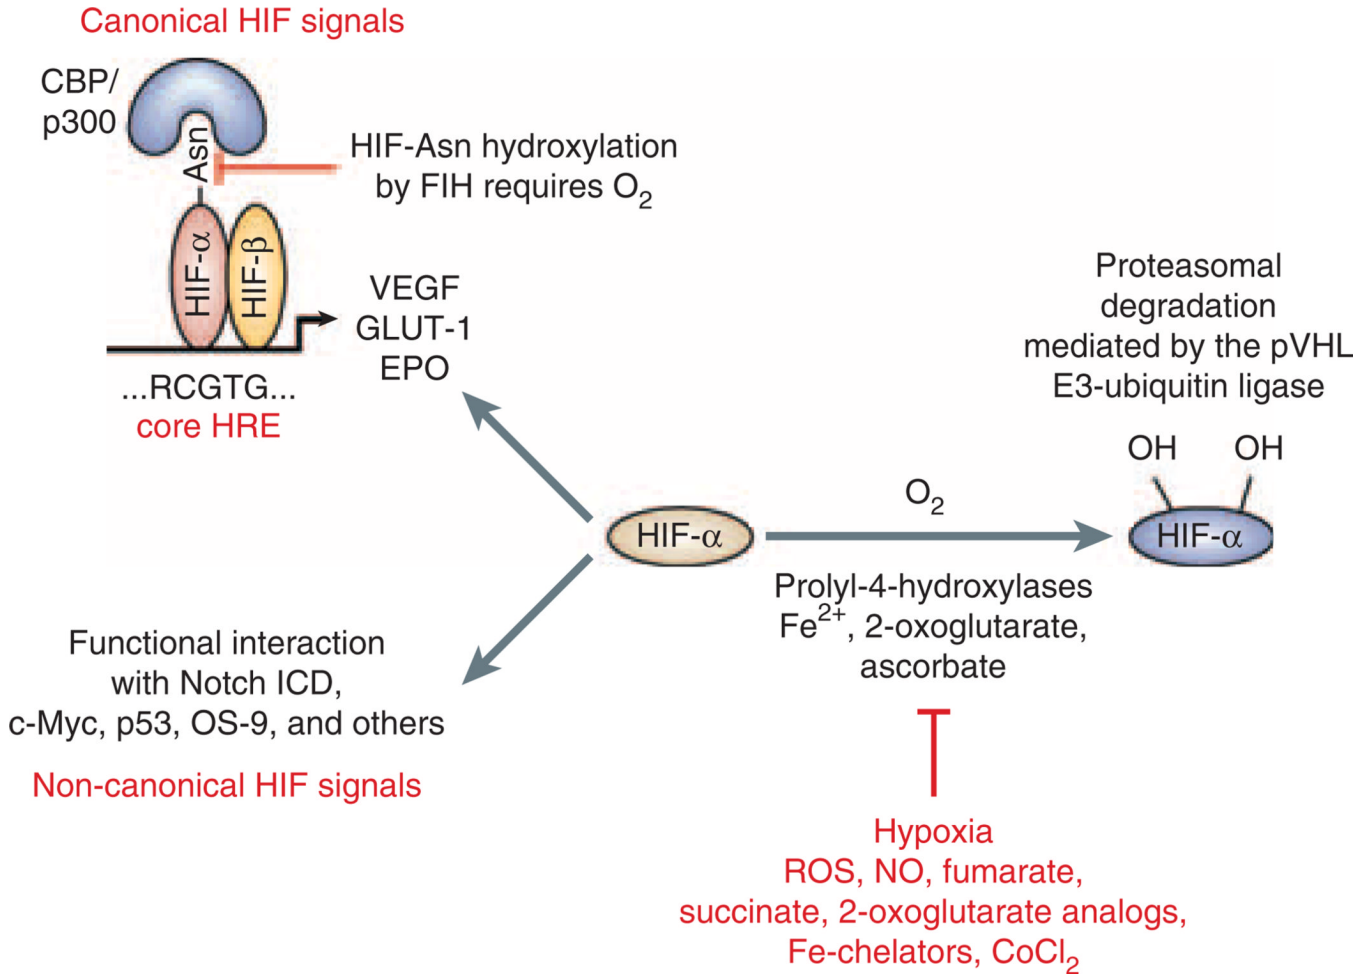 Canonical HIF signals
CBP/
p300
Asn
HIF-Asn hydroxylation
by FIH requires O₂
HIF-α
HIF-β
VEGF
GLUT-1
EPO
...RCGTG...
core HRE
Proteasomal
degradation
mediated by the pVHL
E3-ubiquitin ligase
OH
OH
HIF-α
O₂
HIF-α
Prolyl-4-hydroxylases
Fe²⁺, 2-oxoglutarate,
ascorbate
Functional interaction
with Notch ICD,
c-Myc, p53, OS-9, and others
Non-canonical HIF signals
Hypoxia
ROS, NO, fumarate,
succinate, 2-oxoglutarate analogs,
Fe-chelators, CoCl₂